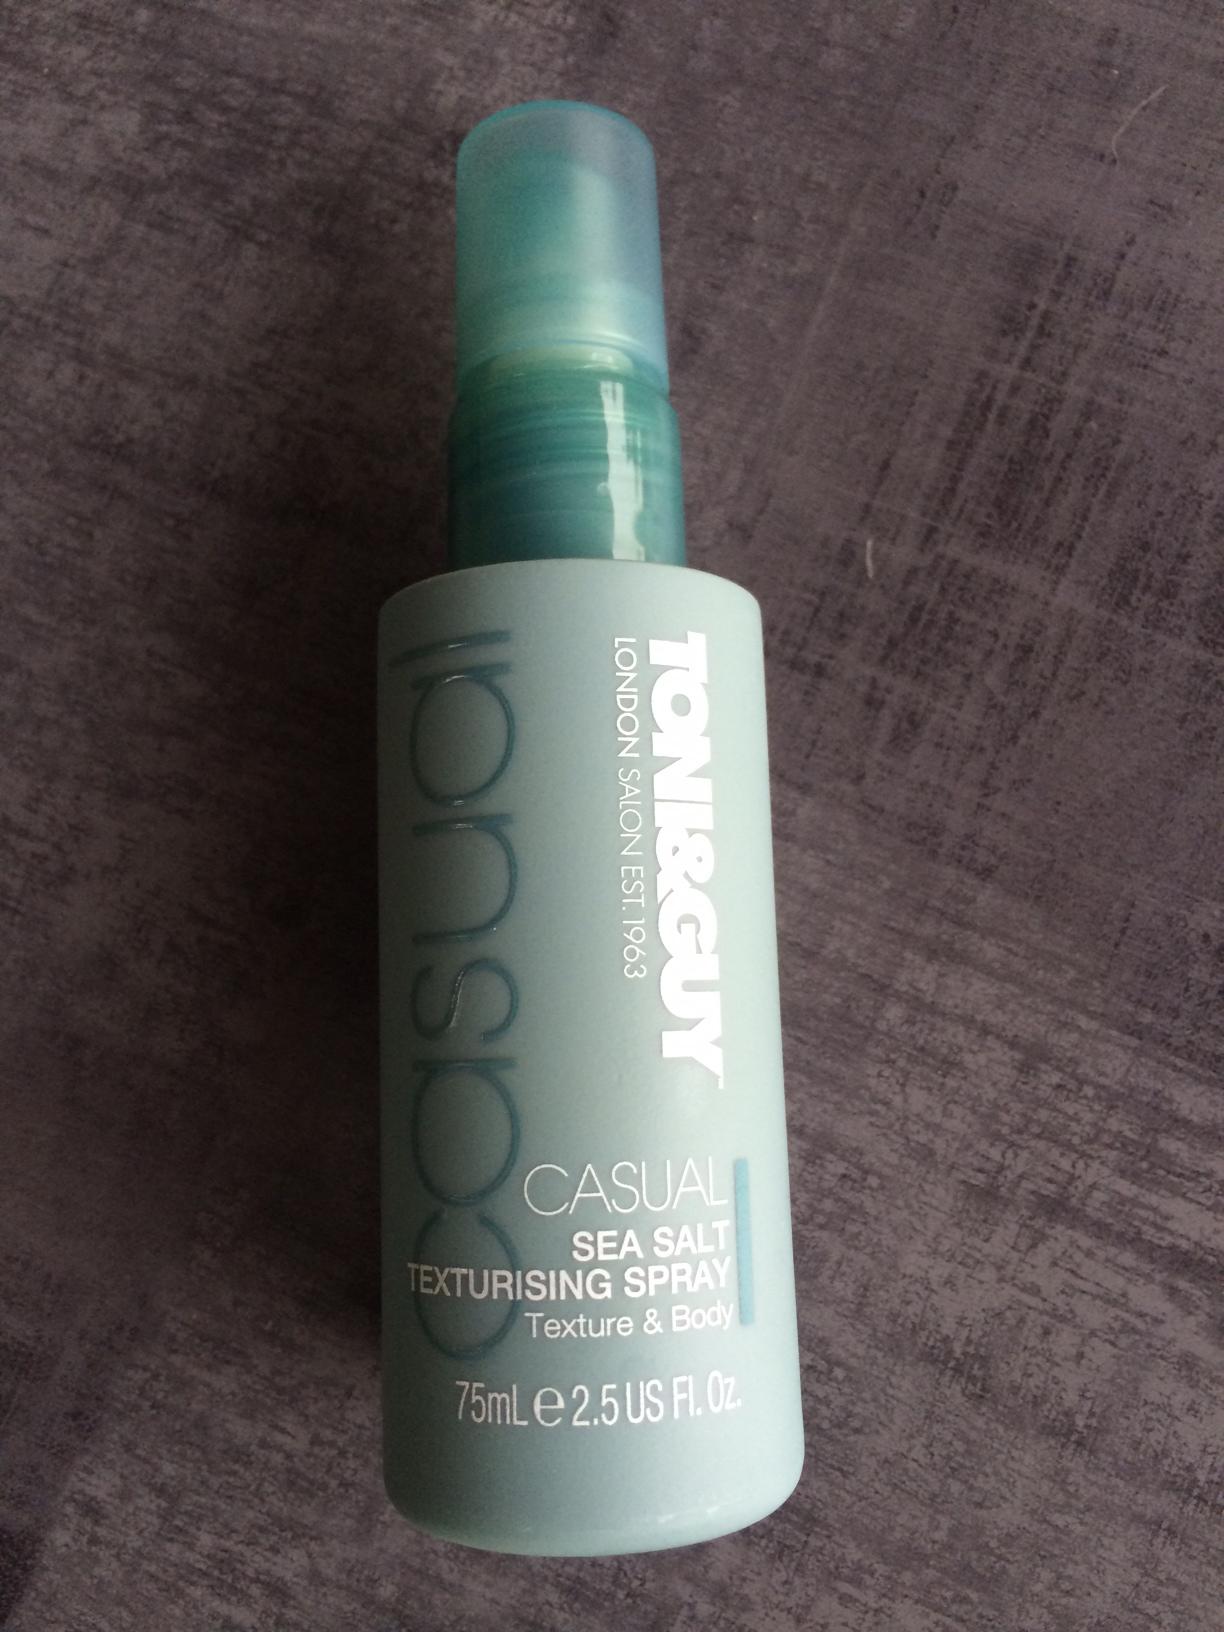 casual
TONI&GUY
LONDON SALON EST. 1963
CASUAL
SEA SALT
TEXTURISING SPRAY
Texture & Body
75mL e 2.5 US Fl. Oz.